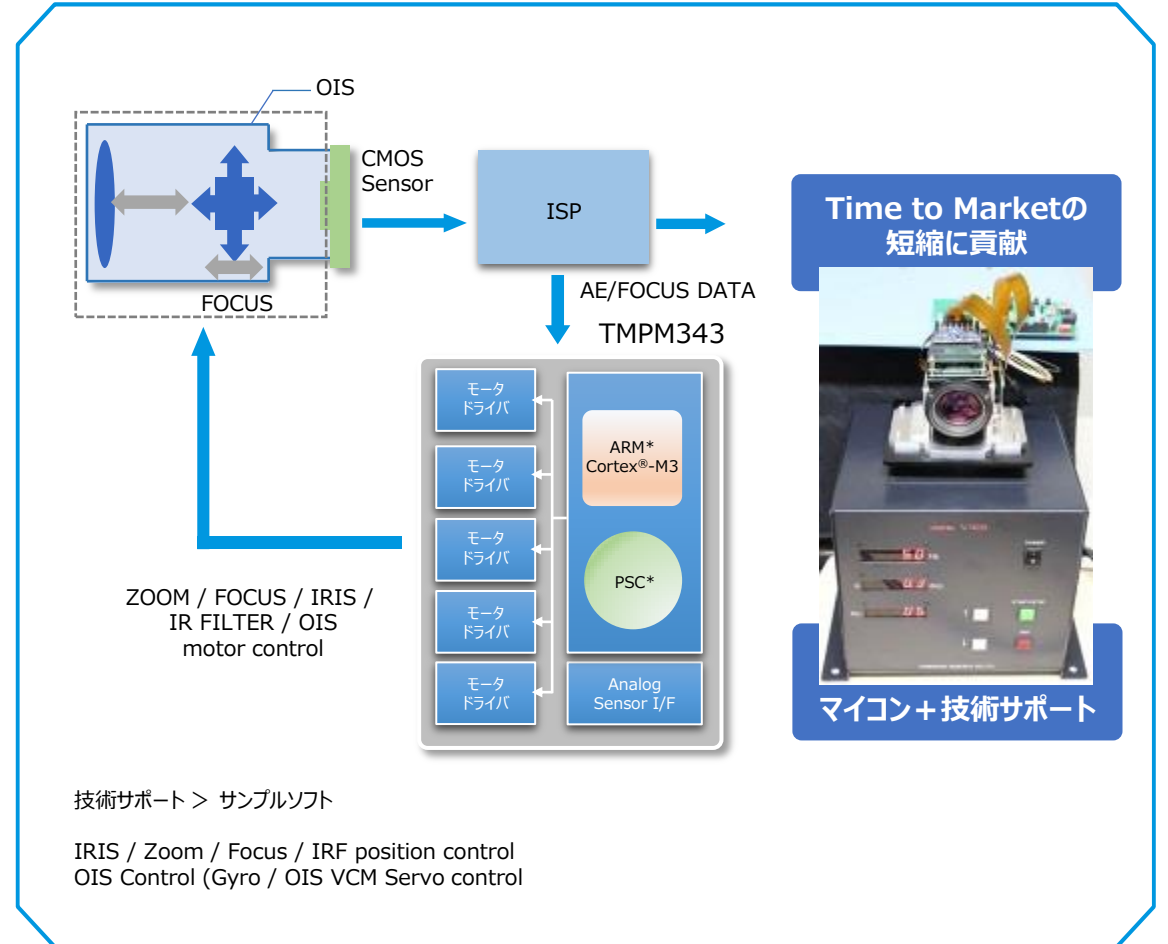 OIS
CMOS
Sensor
ISP
FOCUS
AE/FOCUS DATA
TMPM343
モータ
ドライバ
モータ
ドライバ
モータ
ドライバ
モータ
ドライバ
モータ
ドライバ
ARM*
Cortex®-M3
PSC*
Analog
Sensor I/F
ZOOM / FOCUS / IRIS /
IR FILTER / OIS
motor control
Time to Marketの
短縮に貢献
マイコン＋技術サポート
技術サポート ＞ サンプルソフト
IRIS / Zoom / Focus / IRF position control
OIS Control (Gyro / OIS VCM Servo control